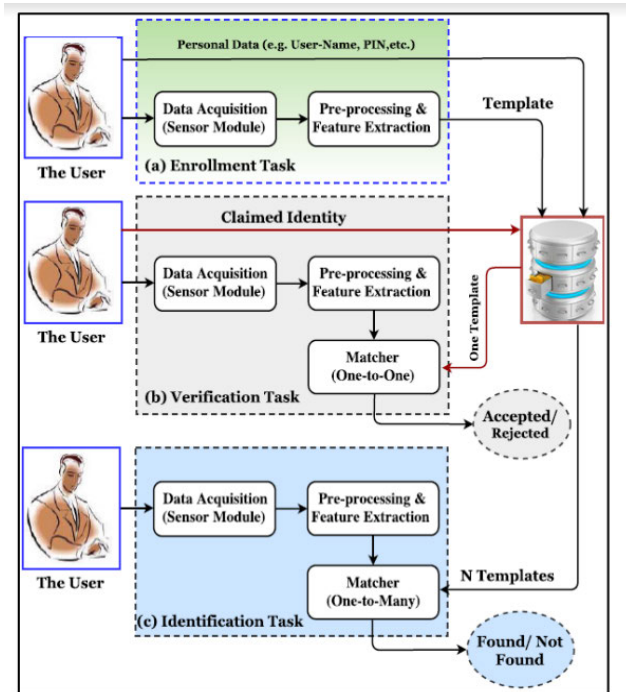 Personal Data (e.g. User-Name, PIN,etc.)
Data Acquisition
(Sensor Module)
Pre-processing &
Feature Extraction
Template
(a) Enrollment Task
The User
Claimed Identity
Data Acquisition
(Sensor Module)
Pre-processing &
Feature Extraction
One Template
Matcher
(One-to-One)
The User
(b) Verification Task
Accepted/
Rejected
Data Acquisition
(Sensor Module)
Pre-processing &
Feature Extraction
The User
Matcher
(One-to-Many)
N Templates
(c) Identification Task
Found/ Not
Found